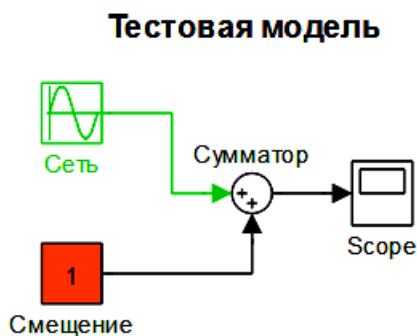 Тестовая модель
Сеть
Сумматор
+
+
Scope
1
Смещение